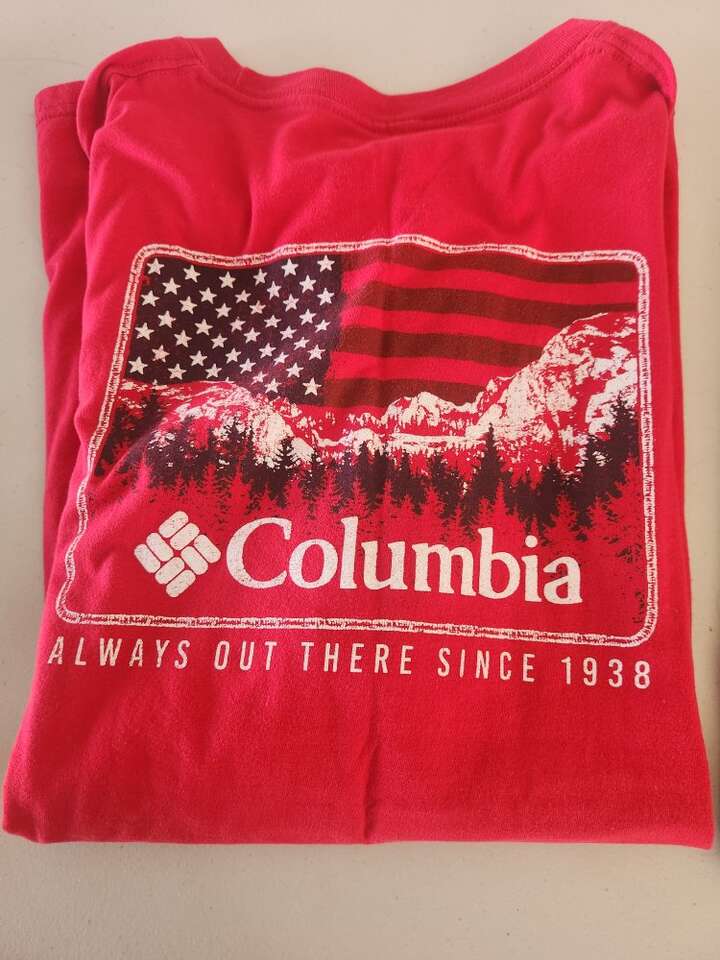 Columbia
ALWAYS OUT THERE SINCE 1938